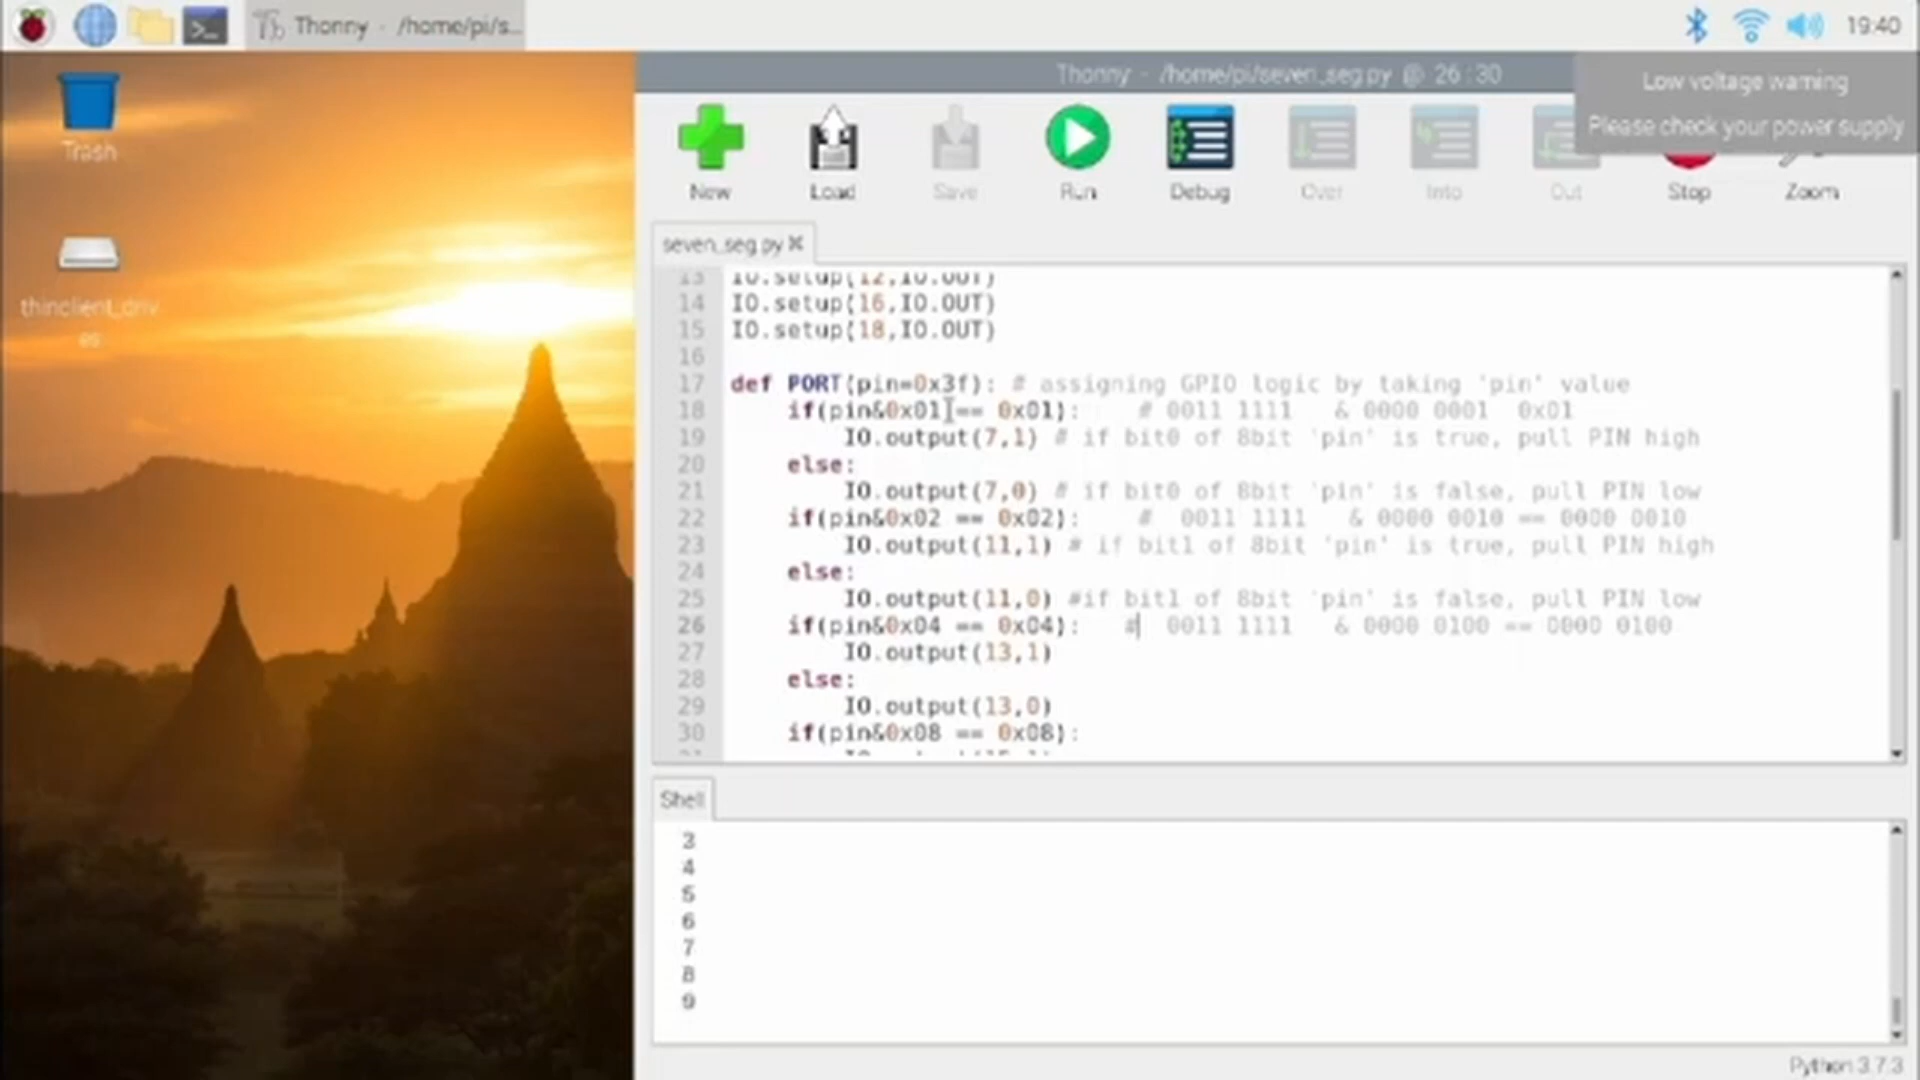 Thonny - /home/pi/s...
19:40
Trash
thinclient_driv
es
Thonny - /home/pi/seven_seg.py @ 26:30
Low voltage warning
Please check your power supply
New
Load
Save
Run
Debug
Over
Into
Out
Stop
Zoom
seven_seg.py
13 IO.setup(12,IO.OUT)
14 IO.setup(16,IO.OUT)
15 IO.setup(18,IO.OUT)
16
17 def PORT(pin=0x3f): # assigning GPIO logic by taking 'pin' value
18 if(pin&0x01 == 0x01): # 0011 1111 & 0000 0001 0x01
19 IO.output(7,1) # if bit0 of 8bit 'pin' is true, pull PIN high
20 else:
21 IO.output(7,0) # if bit0 of 8bit 'pin' is false, pull PIN low
22 if(pin&0x02 == 0x02): # 0011 1111 & 0000 0010 == 0000 0010
23 IO.output(11,1) # if bit1 of 8bit 'pin' is true, pull PIN high
24 else:
25 IO.output(11,0) #if bit1 of 8bit 'pin' is false, pull PIN low
26 if(pin&0x04 == 0x04): # 0011 1111 & 0000 0100 == 0000 0100
27 IO.output(13,1)
28 else:
29 IO.output(13,0)
30 if(pin&0x08 == 0x08):
Shell
3
4
5
6
7
8
9
Python 3.7.3